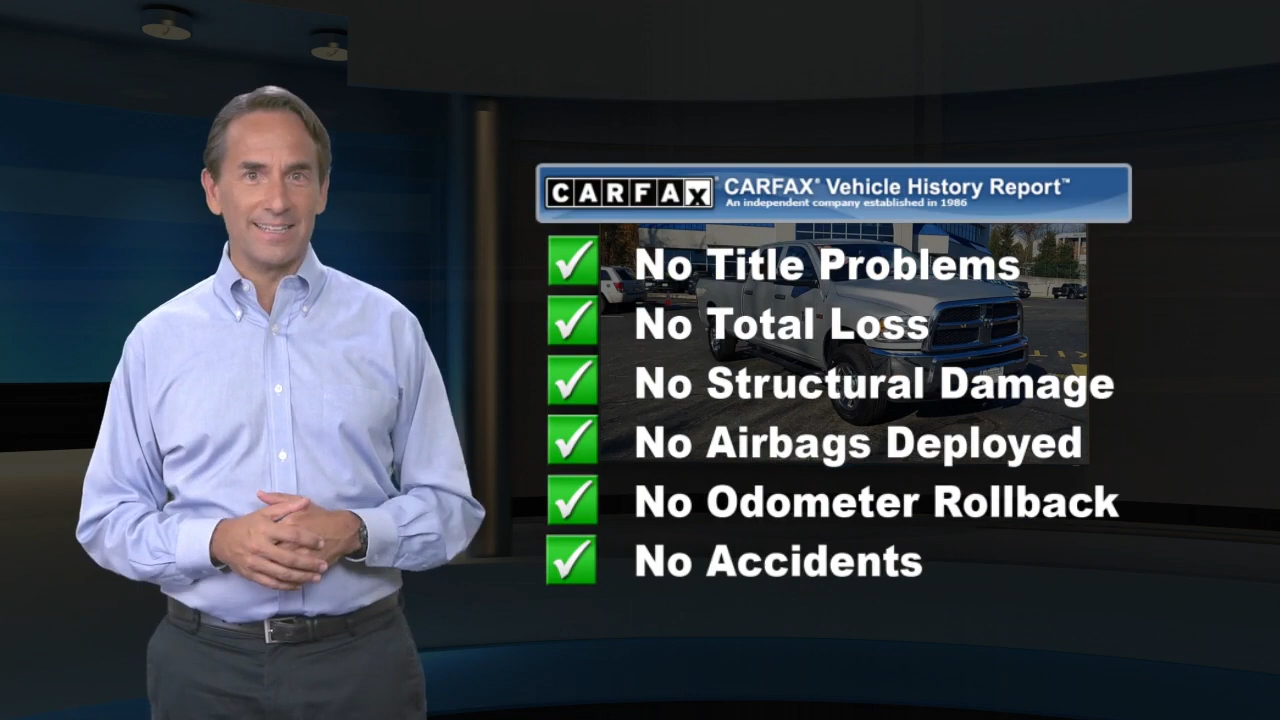 CARFAX
CARFAX® Vehicle History Report™
An independent company established in 1986
No Title Problems
No Total Loss
No Structural Damage
No Airbags Deployed
No Odometer Rollback
No Accidents